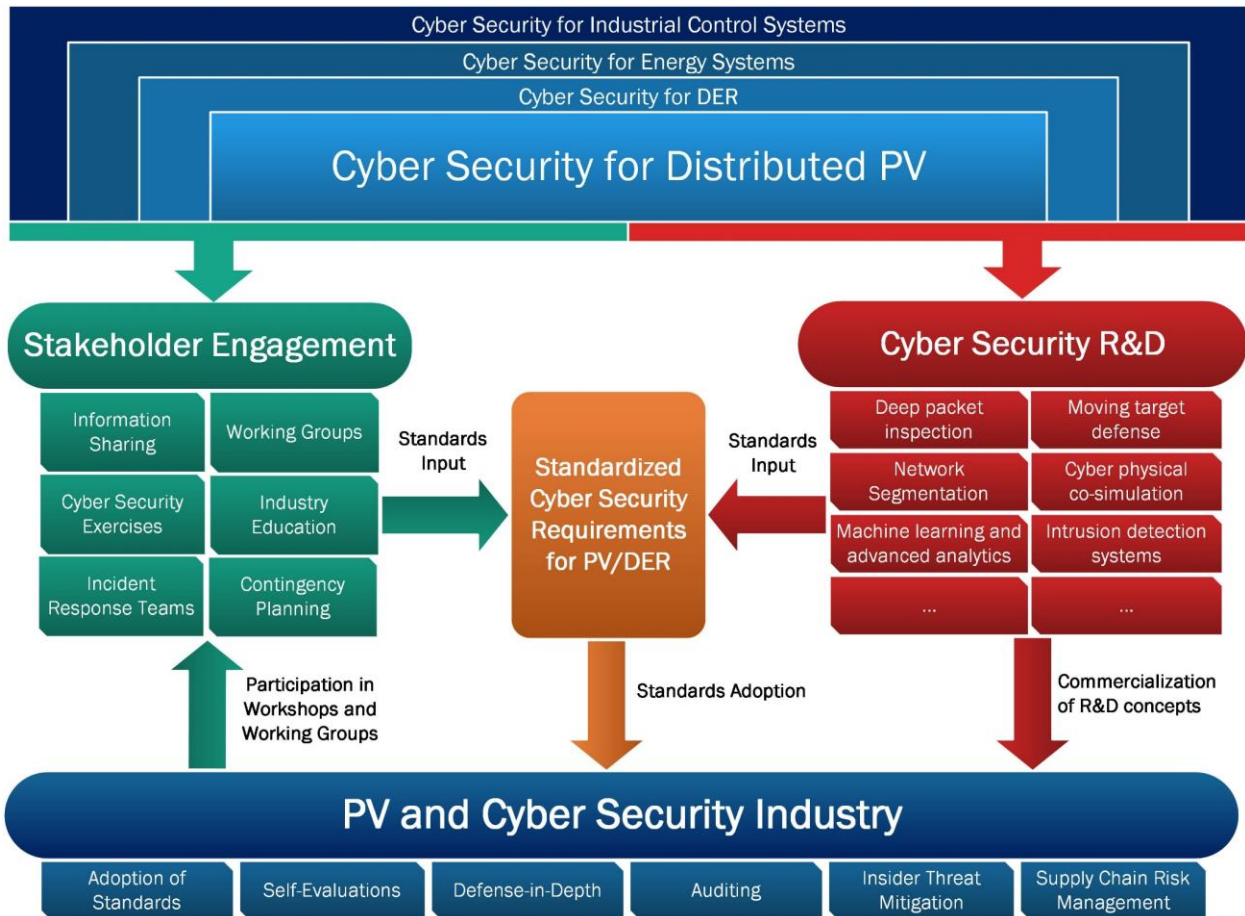 Cyber Security for Industrial Control Systems
Cyber Security for Energy Systems
Cyber Security for DER
Cyber Security for Distributed PV
Stakeholder Engagement
Information
Sharing
Working Groups
Cyber Security
Exercises
Industry
Education
Incident
Response Teams
Contingency
Planning
Standards
Input
Standardized
Cyber Security
Requirements
for PV/DER
Standards
Input
Cyber Security R&D
Deep packet
inspection
Moving target
defense
Network
Segmentation
Cyber physical
co-simulation
Machine learning and
advanced analytics
Intrusion detection
systems
...
...
Participation in
Workshops and
Working Groups
Standards Adoption
Commercialization
of R&D concepts
PV and Cyber Security Industry
Adoption of
Standards
Self-Evaluations
Defense-in-Depth
Auditing
Insider Threat
Mitigation
Supply Chain Risk
Management